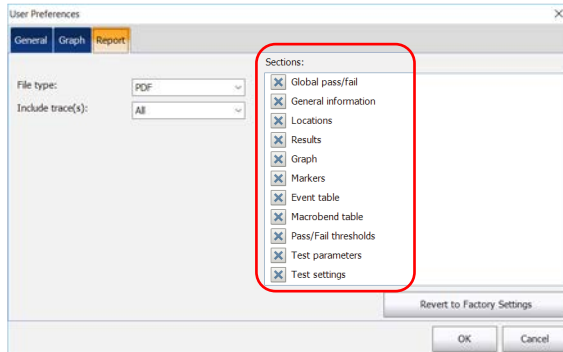 User Preferences
General Graph Report
Sections:
File type: PDF
Include trace(s): All
Global pass/fail
General information
Locations
Results
Graph
Markers
Event table
Macrobend table
Pass/Fail thresholds
Test parameters
Test settings
Revert to Factory Settings
OK Cancel